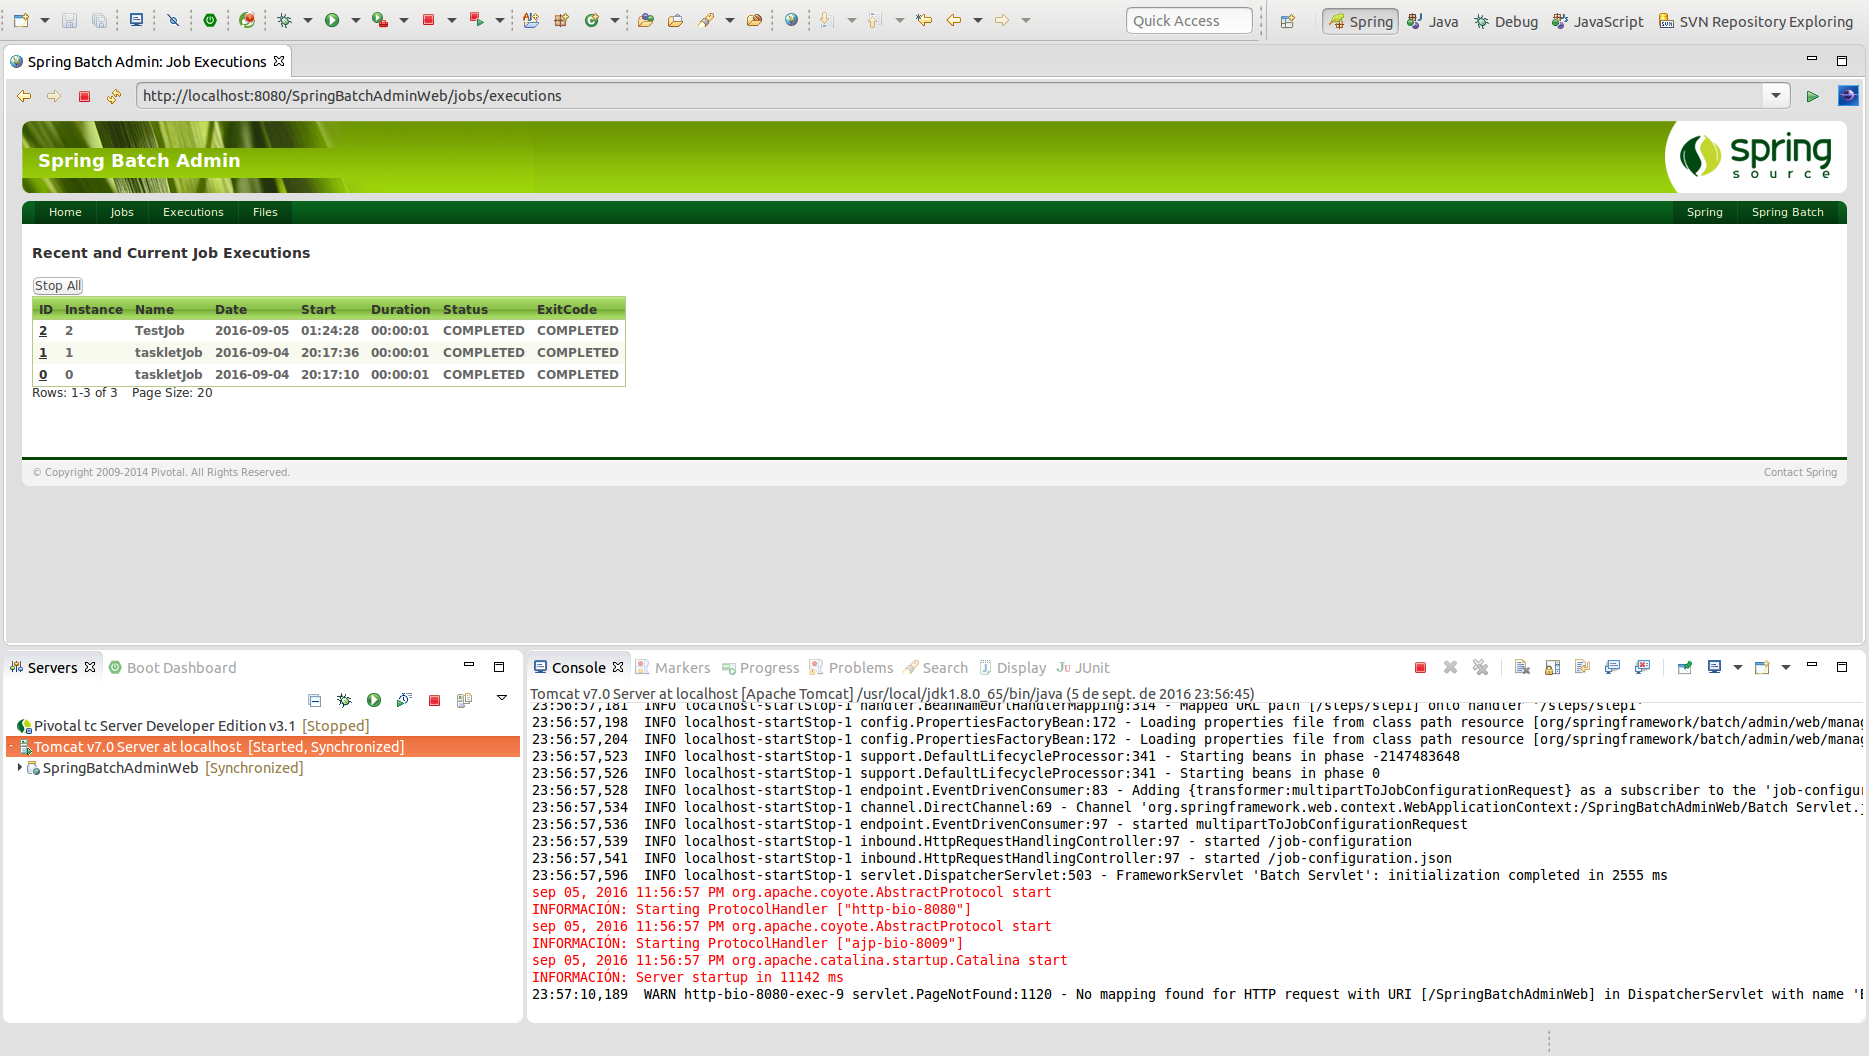 Quick Access
Spring
Java
Debug
JavaScript
SVN Repository Exploring
Spring Batch Admin: Job Executions
http://localhost:8080/SpringBatchAdminWeb/jobs/executions
Spring Batch Admin
spring
source
Home Jobs Executions Files Spring Spring Batch
Recent and Current Job Executions
Stop All
ID Instance Name Date Start Duration Status ExitCode
2 2 TestJob 2016-09-05 01:24:28 00:00:01 COMPLETED COMPLETED
1 1 taskletJob 2016-09-04 20:17:36 00:00:01 COMPLETED COMPLETED
0 0 taskletJob 2016-09-04 20:17:10 00:00:01 COMPLETED COMPLETED
Rows: 1-3 of 3 Page Size: 20
© Copyright 2009-2014 Pivotal. All Rights Reserved. Contact Spring
Servers Boot Dashboard
Pivotal tc Server Developer Edition v3.1 [Stopped]
Tomcat v7.0 Server at localhost [Started, Synchronized]
SpringBatchAdminWeb [Synchronized]
Console Markers Progress Problems Search Display JUnit
Tomcat v7.0 Server at localhost [Apache Tomcat] /usr/local/jdk1.8.0_65/bin/java (5 de sept. de 2016 23:56:45)
23:56:57,181 INFO localhost-startStop-1 handler.BeanNameUrlHandlerMapping:314 - Mapped URL path [/steps/step1] onto handler '/steps/step1'
23:56:57,198 INFO localhost-startStop-1 config.PropertiesFactoryBean:172 - Loading properties file from class path resource [org/springframework/batch/admin/web/manag
23:56:57,204 INFO localhost-startStop-1 config.PropertiesFactoryBean:172 - Loading properties file from class path resource [org/springframework/batch/admin/web/manag
23:56:57,523 INFO localhost-startStop-1 support.DefaultLifecycleProcessor:341 - Starting beans in phase -2147483648
23:56:57,526 INFO localhost-startStop-1 support.DefaultLifecycleProcessor:341 - Starting beans in phase 0
23:56:57,528 INFO localhost-startStop-1 endpoint.EventDrivenConsumer:83 - Adding {transformer:multipartToJobConfigurationRequest} as a subscriber to the 'job-configur
23:56:57,534 INFO localhost-startStop-1 channel.DirectChannel:69 - Channel 'org.springframework.web.context.WebApplicationContext:/SpringBatchAdminWeb/Batch Servlet.j
23:56:57,536 INFO localhost-startStop-1 endpoint.EventDrivenConsumer:97 - started multipartToJobConfigurationRequest
23:56:57,539 INFO localhost-startStop-1 inbound.HttpRequestHandlingController:97 - started /job-configuration
23:56:57,541 INFO localhost-startStop-1 inbound.HttpRequestHandlingController:97 - started /job-configuration.json
23:56:57,596 INFO localhost-startStop-1 servlet.DispatcherServlet:503 - FrameworkServlet 'Batch Servlet': initialization completed in 2555 ms
sep 05, 2016 11:56:57 PM org.apache.coyote.AbstractProtocol start
INFORMACIÓN: Starting ProtocolHandler ["http-bio-8080"]
sep 05, 2016 11:56:57 PM org.apache.coyote.AbstractProtocol start
INFORMACIÓN: Starting ProtocolHandler ["ajp-bio-8009"]
sep 05, 2016 11:56:57 PM org.apache.catalina.startup.Catalina start
INFORMACIÓN: Server startup in 11142 ms
23:57:10,189 WARN http-bio-8080-exec-9 servlet.PageNotFound:1120 - No mapping found for HTTP request with URI [/SpringBatchAdminWeb] in DispatcherServlet with name 'B